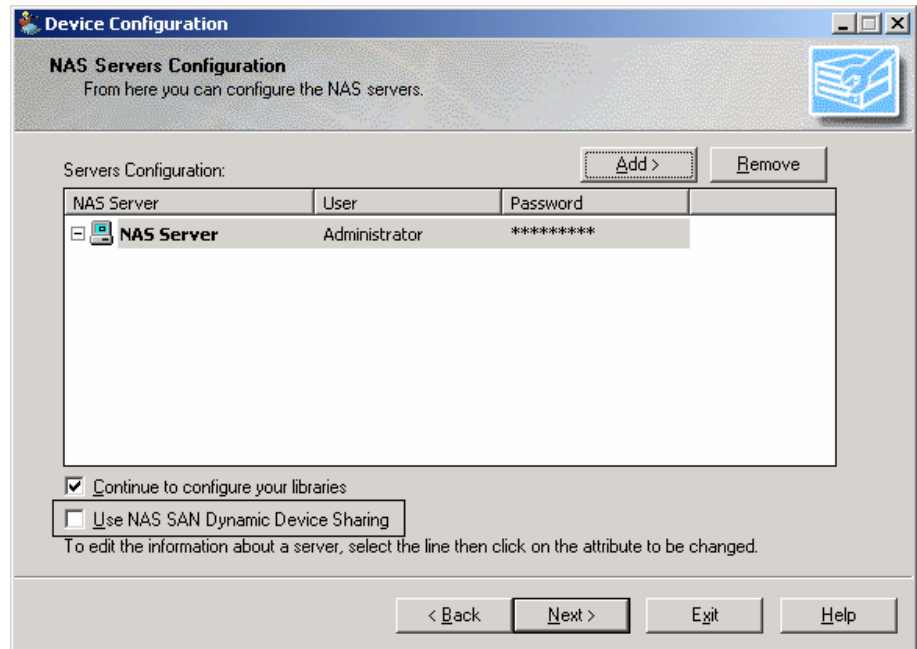 Device Configuration
NAS Servers Configuration
From here you can configure the NAS servers.
Servers Configuration:
Add >
Remove
NAS Server User Password
NAS Server Administrator *********
Continue to configure your libraries
Use NAS SAN Dynamic Device Sharing
To edit the information about a server, select the line then click on the attribute to be changed.
< Back Next > Exit Help